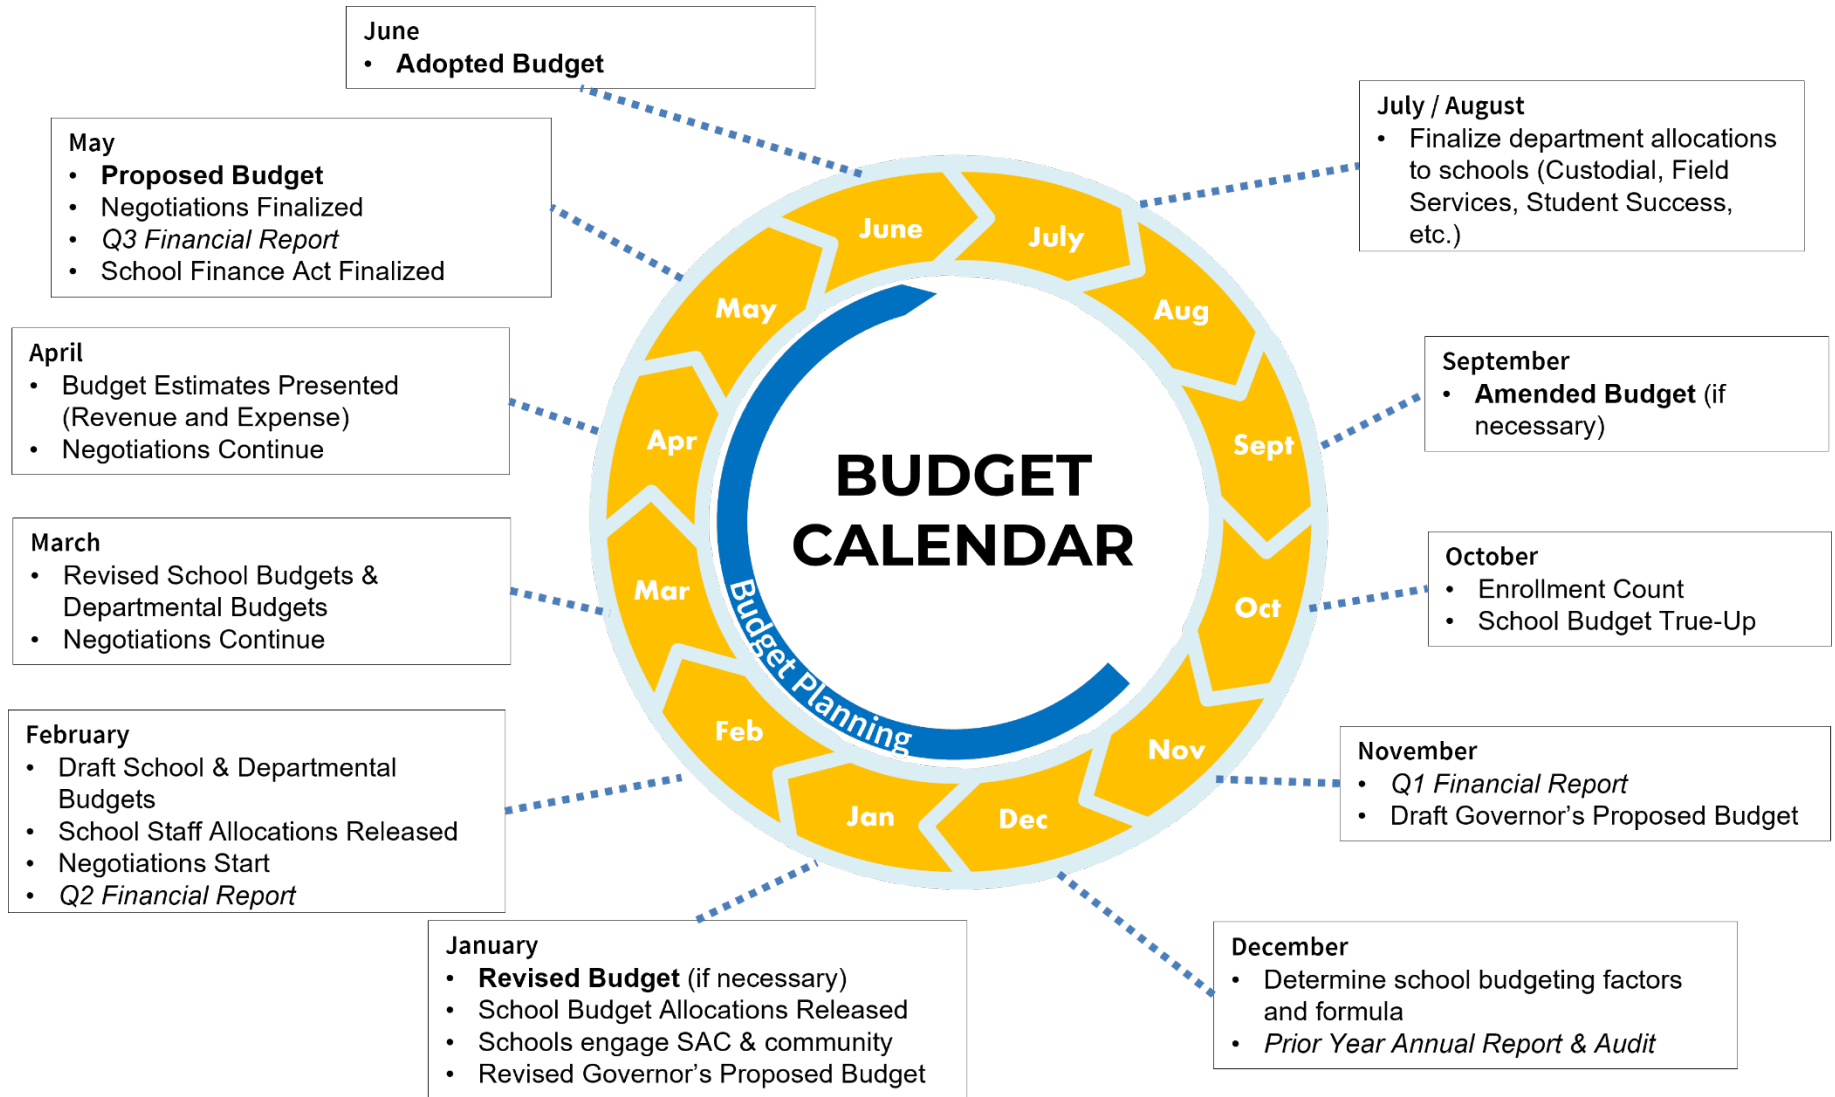 June
• Adopted Budget
July / August
• Finalize department allocations
to schools (Custodial, Field
Services, Student Success,
etc.)
September
• Amended Budget (if
necessary)
October
• Enrollment Count
• School Budget True-Up
November
• Q1 Financial Report
• Draft Governor’s Proposed Budget
December
• Determine school budgeting factors
and formula
• Prior Year Annual Report & Audit
January
• Revised Budget (if necessary)
• School Budget Allocations Released
• Schools engage SAC & community
• Revised Governor’s Proposed Budget
February
• Draft School & Departmental
Budgets
• School Staff Allocations Released
• Negotiations Start
• Q2 Financial Report
March
• Revised School Budgets &
Departmental Budgets
• Negotiations Continue
April
• Budget Estimates Presented
(Revenue and Expense)
• Negotiations Continue
May
• Proposed Budget
• Negotiations Finalized
• Q3 Financial Report
• School Finance Act Finalized
June
July
Aug
Sept
Oct
Nov
Dec
Jan
Feb
Mar
Apr
May
BUDGET
CALENDAR
Budget Planning